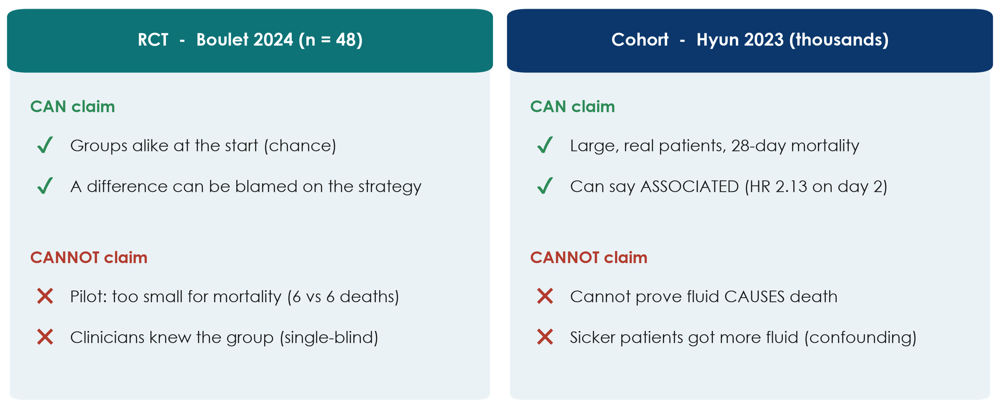 RCT - Boulet 2024 (n = 48)
CAN claim
✓ Groups alike at the start (chance)
✓ A difference can be blamed on the strategy
CANNOT claim
✕ Pilot: too small for mortality (6 vs 6 deaths)
✕ Clinicians knew the group (single-blind)
Cohort - Hyun 2023 (thousands)
CAN claim
✓ Large, real patients, 28-day mortality
✓ Can say ASSOCIATED (HR 2.13 on day 2)
CANNOT claim
✕ Cannot prove fluid CAUSES death
✕ Sicker patients got more fluid (confounding)